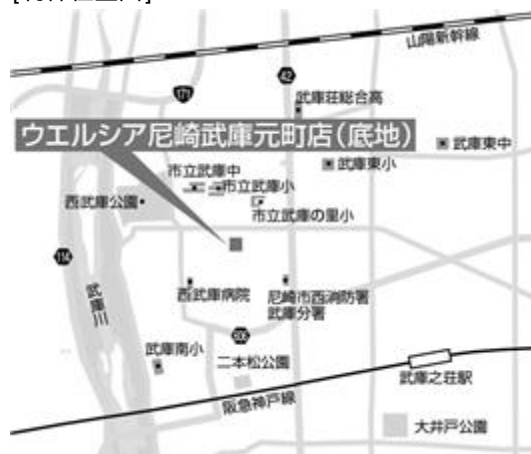 山陽新幹線
42
171
武庫荘総合高
ウエルシア尼崎武庫元町店(底地)
武庫東中
武庫東小
市立武庫中
市立武庫小
西武庫公園
市立武庫の里小
114
武庫川
西武庫病院
尼崎市西消防署
武庫分署
606
武庫南小
二本松公園
武庫之荘駅
阪急神戸線
大井戸公園